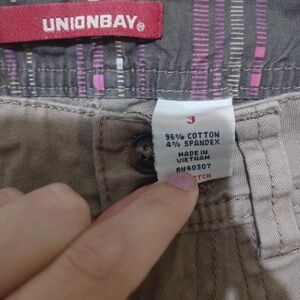 UNIONBAY®
3
96% COTTON
4% SPANDEX
MADE IN
VIETNAM
RN60307